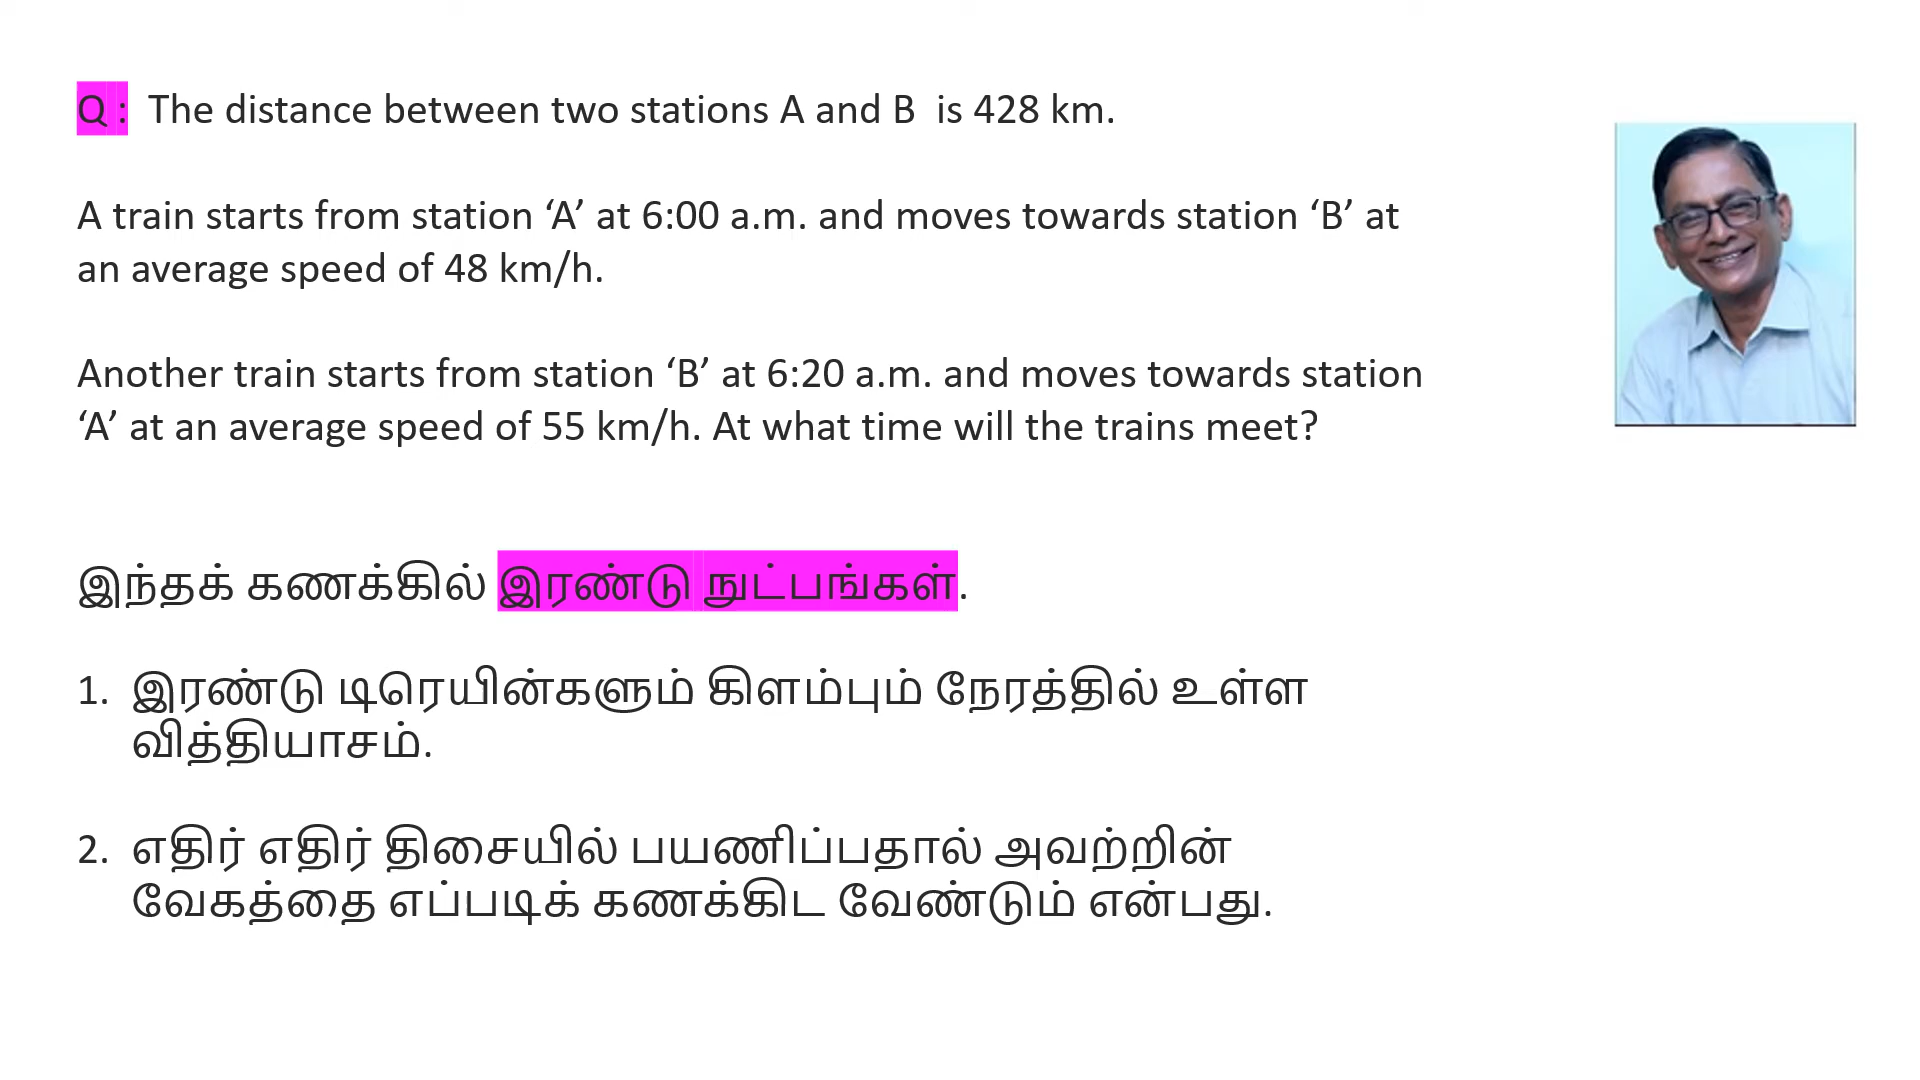 Q :  The distance between two stations A and B  is 428 km.
A train starts from station ‘A’ at 6:00 a.m. and moves towards station ‘B’ at
an average speed of 48 km/h.
Another train starts from station ‘B’ at 6:20 a.m. and moves towards station
‘A’ at an average speed of 55 km/h. At what time will the trains meet?
இந்தக் கணக்கில் இரண்டு நுட்பங்கள்.
1. இரண்டு டிரெயின்களும் கிளம்பும் நேரத்தில் உள்ள
வித்தியாசம்.
2. எதிர் எதிர் திசையில் பயணிப்பதால் அவற்றின்
வேகத்தை எப்படிக் கணக்கிட வேண்டும் என்பது.